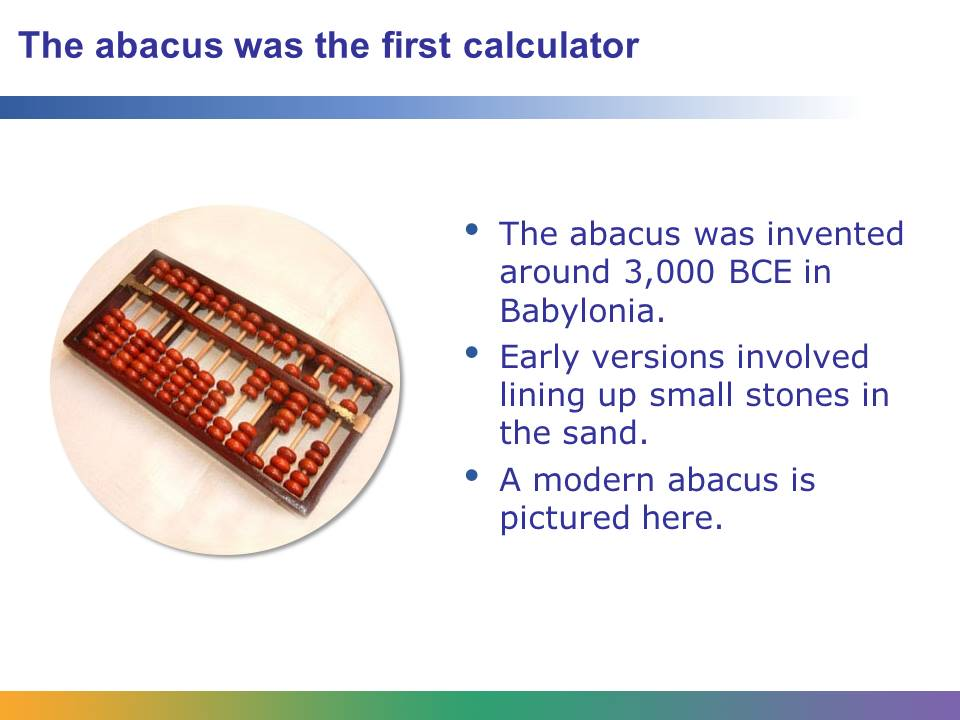 The abacus was the first calculator
• The abacus was invented
around 3,000 BCE in
Babylonia.
• Early versions involved
lining up small stones in
the sand.
• A modern abacus is
pictured here.